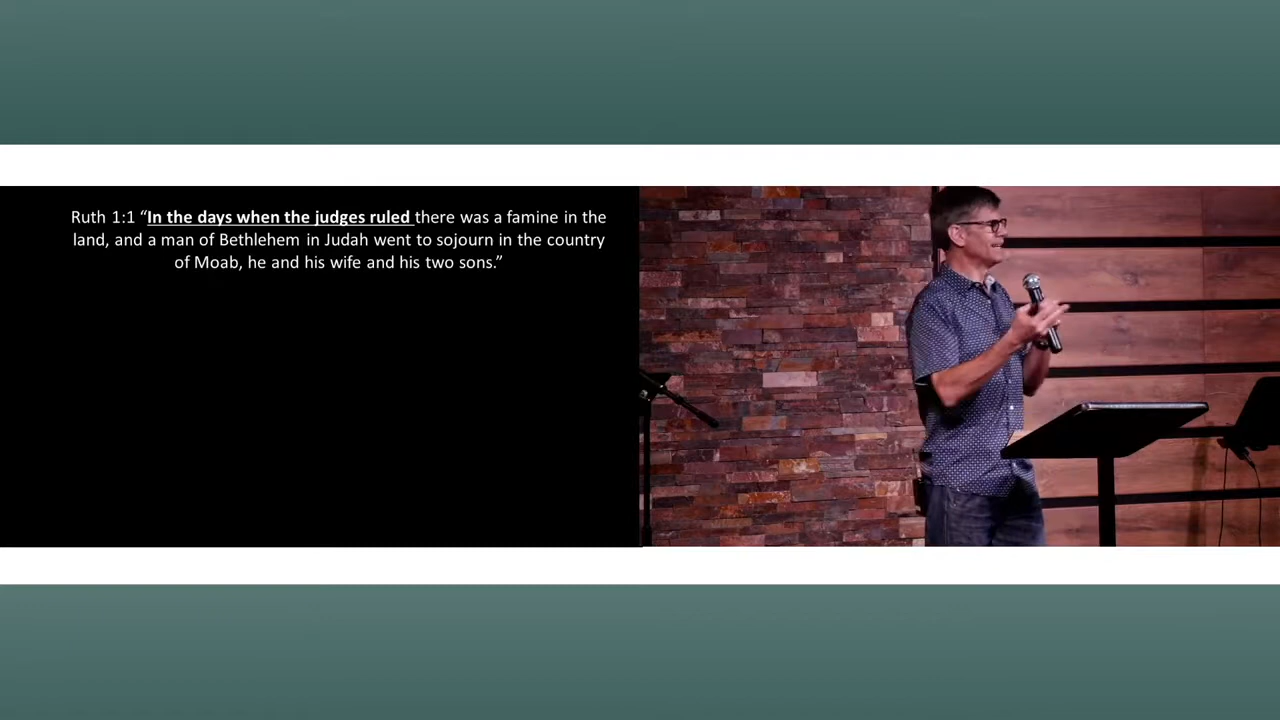 Ruth 1:1 “In the days when the judges ruled there was a famine in the
land, and a man of Bethlehem in Judah went to sojourn in the country
of Moab, he and his wife and his two sons.”